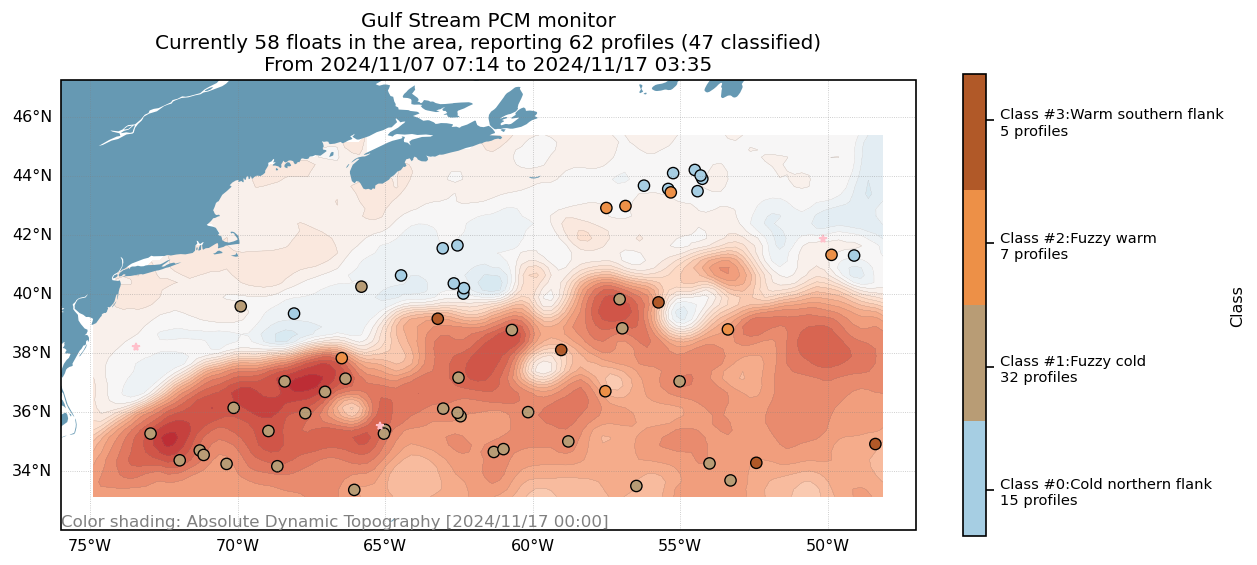 Gulf Stream PCM monitor
Currently 58 floats in the area, reporting 62 profiles (47 classified)
From 2024/11/07 07:14 to 2024/11/17 03:35
46°N
44°N
42°N
40°N
38°N
36°N
34°N
Color shading: Absolute Dynamic Topography [2024/11/17 00:00]
75°W 70°W 65°W 60°W 55°W 50°W
Class #3:Warm southern flank
5 profiles
Class #2:Fuzzy warm
7 profiles
Class #1:Fuzzy cold
32 profiles
Class #0:Cold northern flank
15 profiles
Class